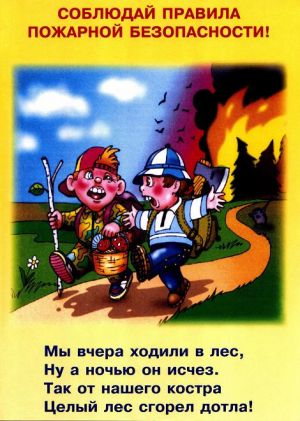 СОБЛЮДАЙ ПРАВИЛА
ПОЖАРНОЙ БЕЗОПАСНОСТИ!
Мы вчера ходили в лес,
Ну а ночью он исчез.
Так от нашего костра
Целый лес сгорел дотла!